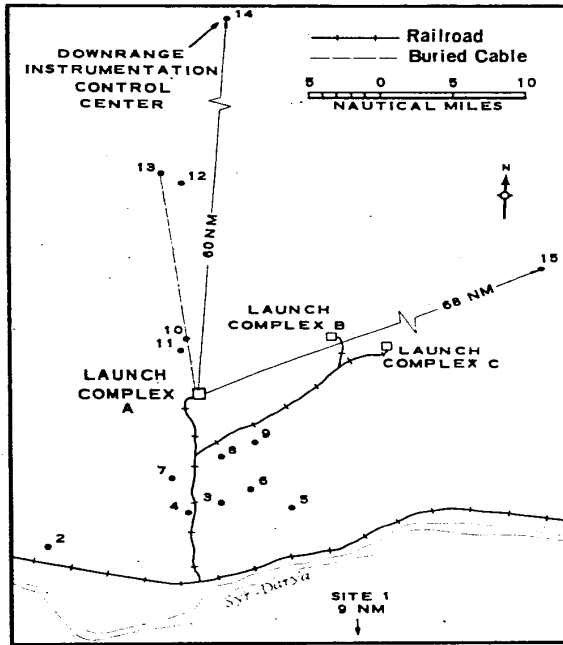 14
DOWNRANGE
INSTRUMENTATION
CONTROL
CENTER
Railroad
Buried Cable
5 0 5 10
NAUTICAL MILES
13
12
N
60 NM
15
68 NM
10
11
LAUNCH
COMPLEX B
LAUNCH
COMPLEX C
LAUNCH
COMPLEX
A
9
8
7
6
3
4
5
2
Syr-Darya
SITE 1
9 NM